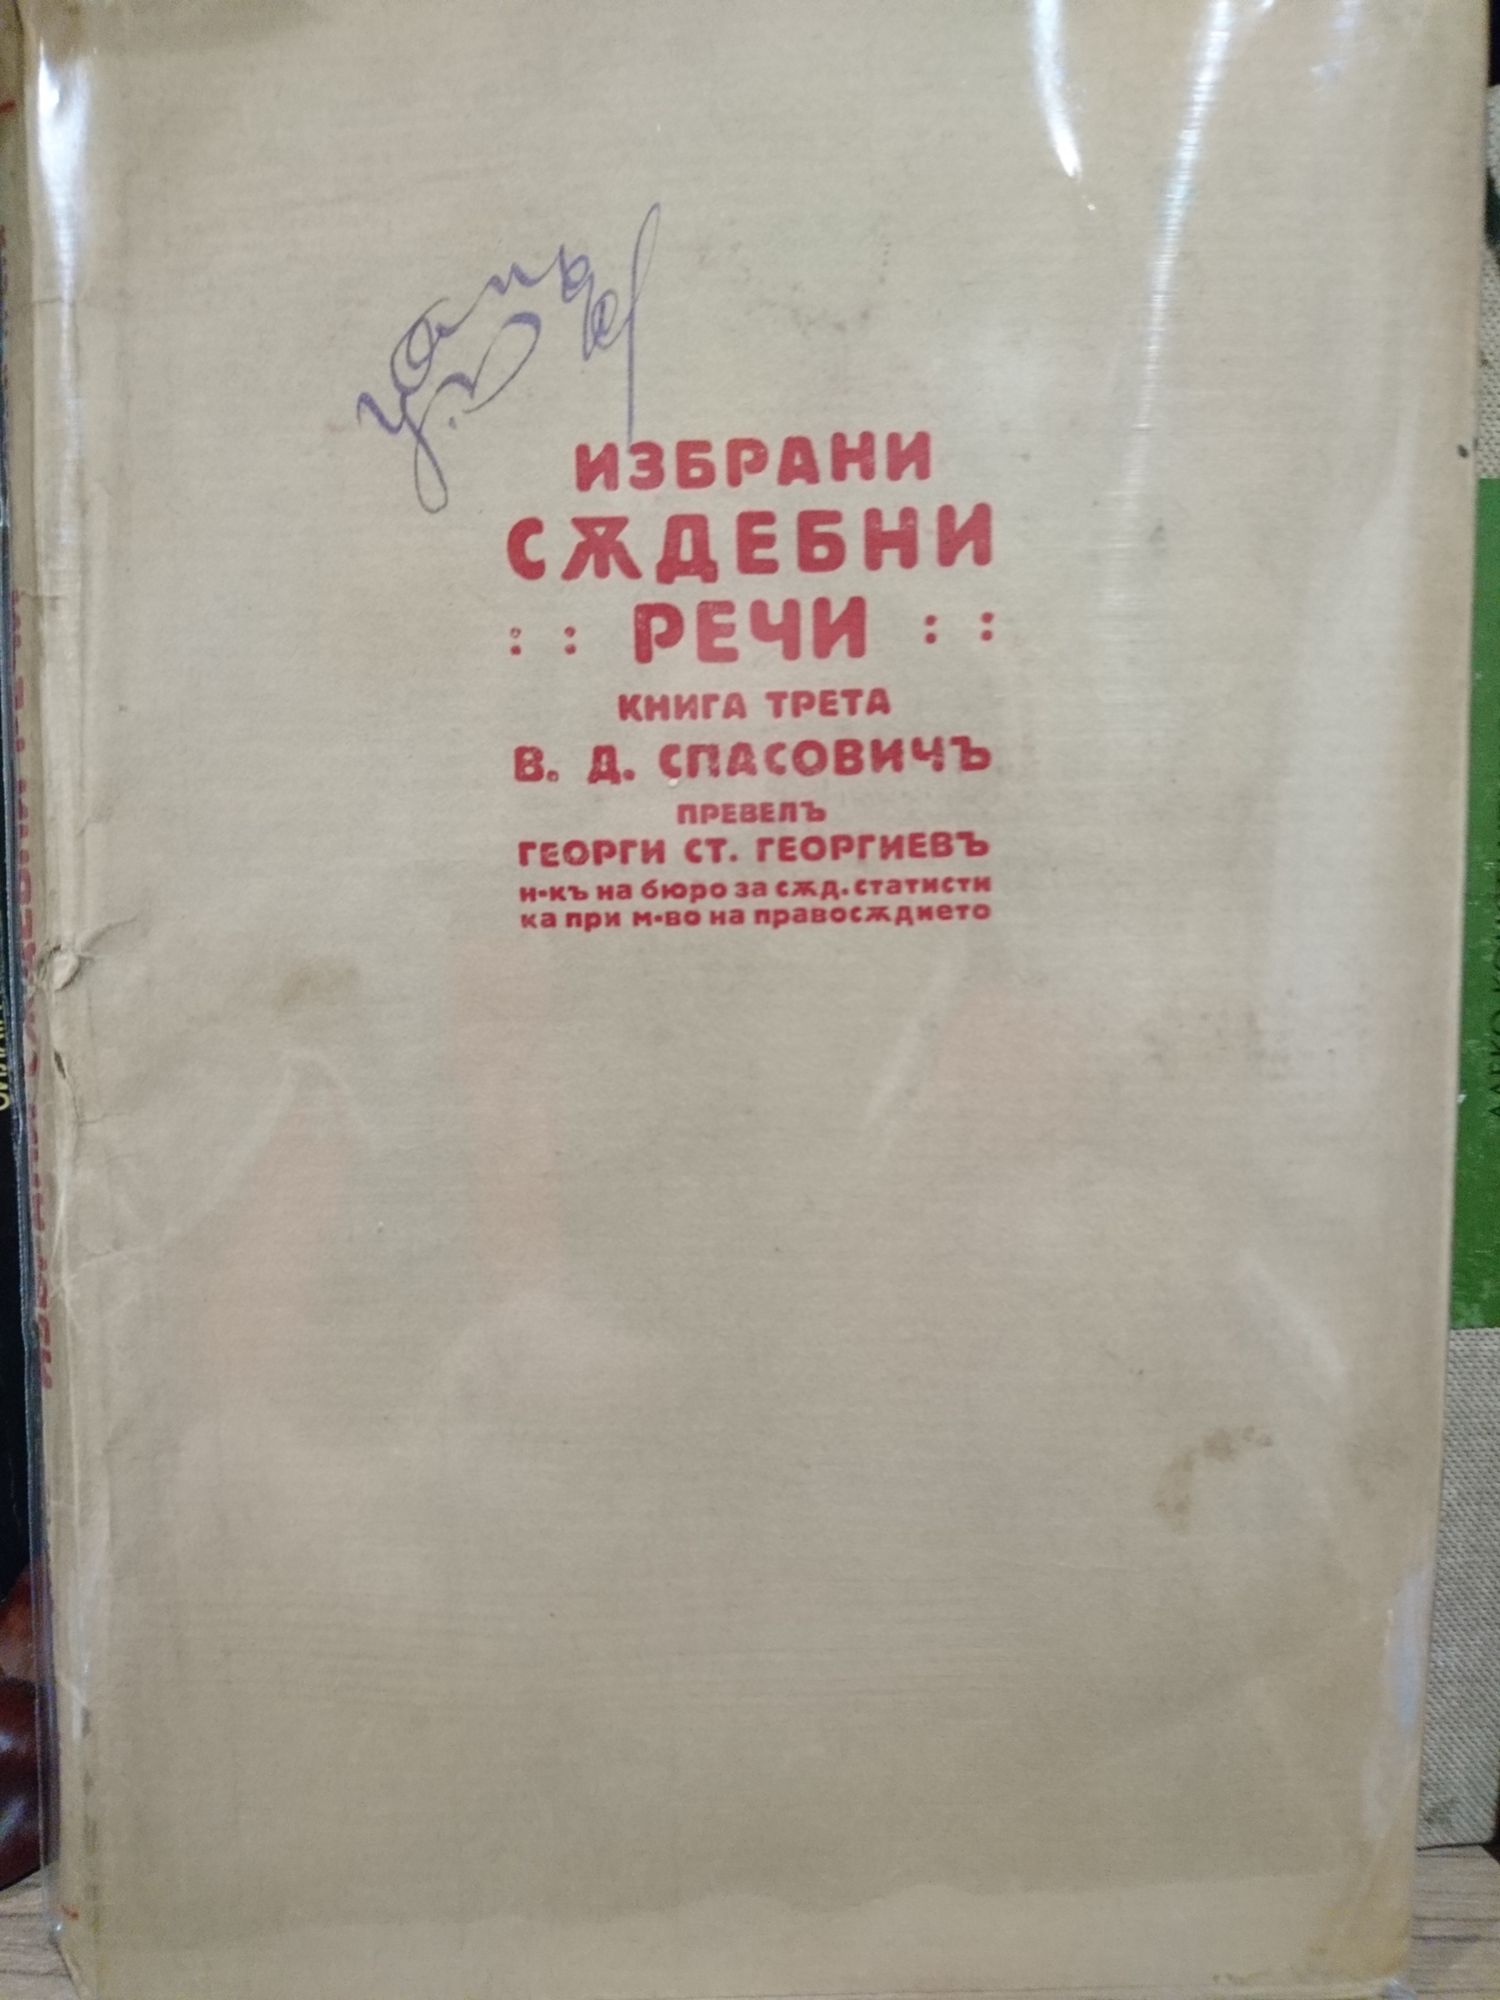 ИЗБРАНИ
СѪДЕБНИ
: : РЕЧИ : :
КНИГА ТРЕТА
В. Д. СПАСОВИЧЪ
ПРЕВЕЛЪ
ГЕОРГИ СТ. ГЕОРГИЕВЪ
н-къ на бюро за сѫд. статисти
ка при м-во на правосѫдието